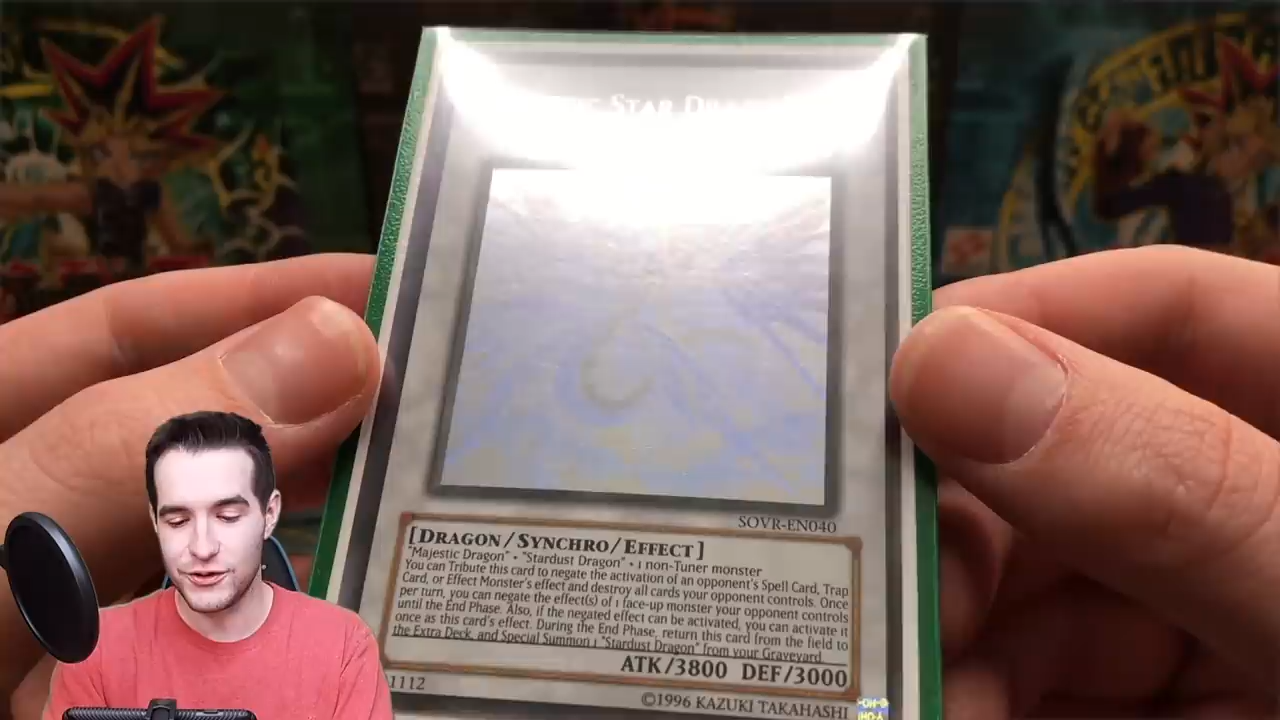 Star
SOVR-EN040
[Dragon/Synchro/Effect]
"Majestic Dragon" + "Stardust Dragon" + 1 non-Tuner monster
You can Tribute this card to negate the activation of an opponent's Spell Card, Trap
Card, or Effect Monster's effect and destroy all cards your opponent controls. Once
per turn, you can negate the effect(s) of 1 face-up monster your opponent controls
until the End Phase. Also, if the negated effect can be activated, you can activate it
once as this card's effect. During the End Phase, return this card from the field to
the Extra Deck, and Special Summon 1 "Stardust Dragon" from your Graveyard.
ATK/3800 DEF/3000
1112
©1996 KAZUKI TAKAHASHI